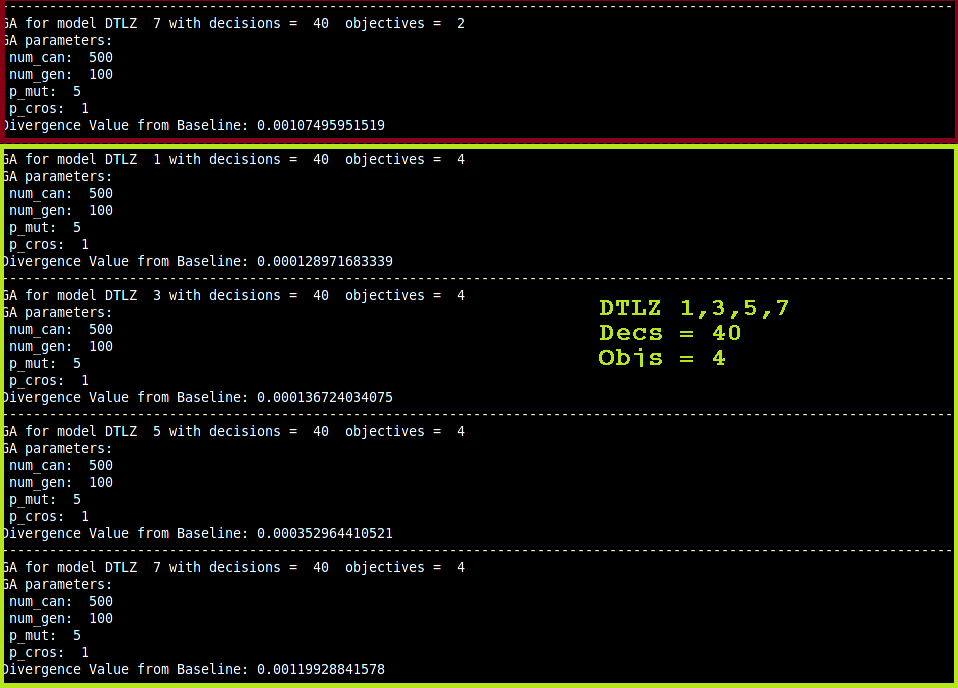 --------------------------------------------------------------------------------
GA for model DTLZ  7 with decisions =  40  objectives =  2
GA parameters:
 num_can:  500
 num_gen:  100
 p_mut:  5
 p_cros:  1
Divergence Value from Baseline: 0.00107495951519
GA for model DTLZ  1 with decisions =  40  objectives =  4
GA parameters:
 num_can:  500
 num_gen:  100
 p_mut:  5
 p_cros:  1
Divergence Value from Baseline: 0.000128971683339
--------------------------------------------------------------------------------
GA for model DTLZ  3 with decisions =  40  objectives =  4
GA parameters:
 num_can:  500
 num_gen:  100
 p_mut:  5
 p_cros:  1
Divergence Value from Baseline: 0.000136724034075
DTLZ 1,3,5,7
Decs = 40
Objs = 4
--------------------------------------------------------------------------------
GA for model DTLZ  5 with decisions =  40  objectives =  4
GA parameters:
 num_can:  500
 num_gen:  100
 p_mut:  5
 p_cros:  1
Divergence Value from Baseline: 0.000352964410521
--------------------------------------------------------------------------------
GA for model DTLZ  7 with decisions =  40  objectives =  4
GA parameters:
 num_can:  500
 num_gen:  100
 p_mut:  5
 p_cros:  1
Divergence Value from Baseline: 0.00119928841578